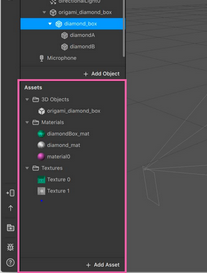 origami_diamond_box
diamond_box
diamondA
diamondB
Microphone
+ Add Object
Assets
3D Objects
origami_diamond_box
Materials
diamondBox_mat
diamond_mat
material0
Textures
Texture 0
Texture 1
+ Add Asset